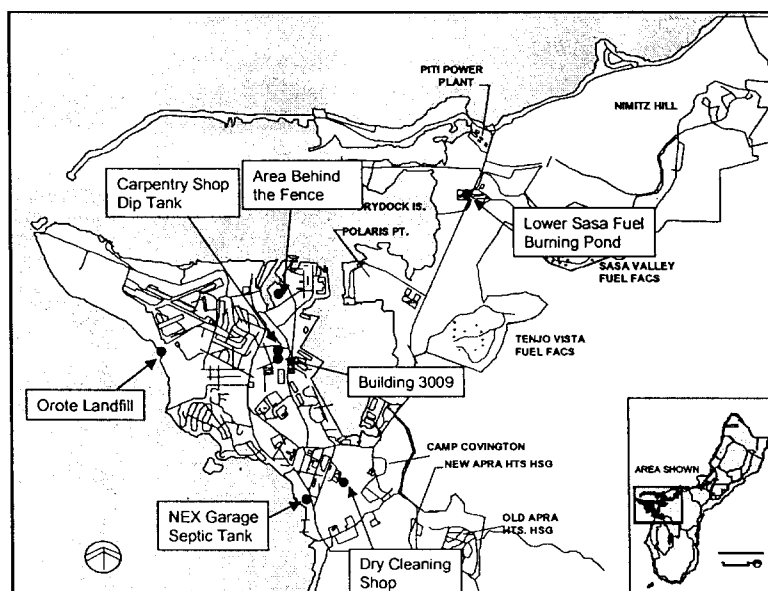 PITI POWER
PLANT
NIMITZ HILL
Carpentry Shop
Dip Tank
Area Behind
the Fence
RYDOCK IS.
POLARIS PT.
Lower Sasa Fuel
Burning Pond
SASA VALLEY
FUEL FACS
TENJO VISTA
FUEL FACS
Orote Landfill
Building 3009
CAMP COVINGTON
NEW APRA HTS HSG
AREA SHOWN
NEX Garage
Septic Tank
OLD APRA
HTS. HSG
Dry Cleaning
Shop